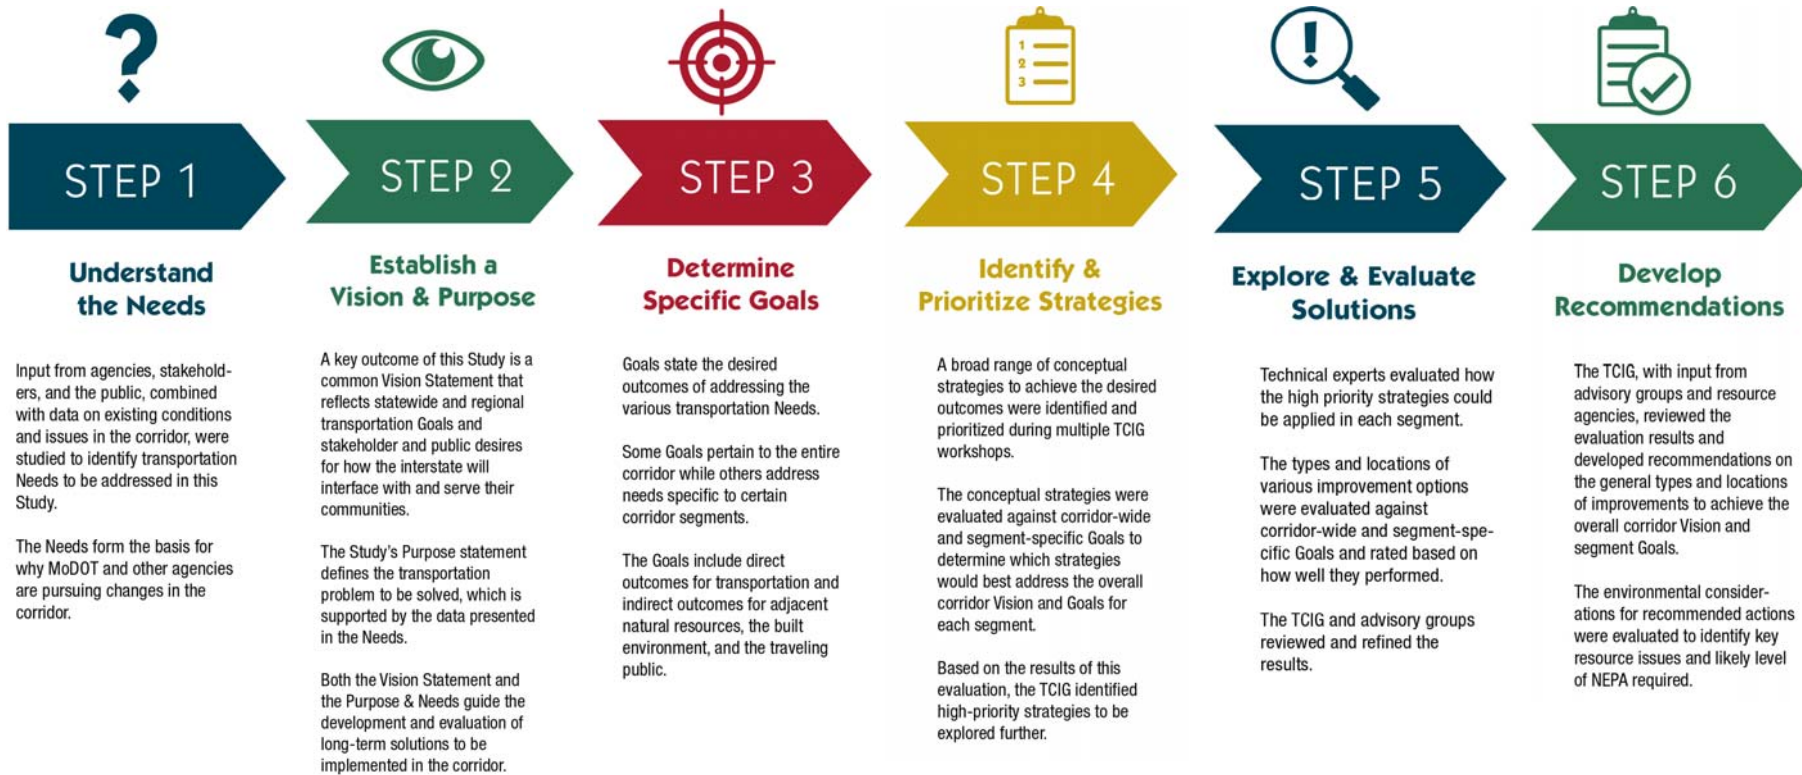 1
2
3
!
?
STEP 1
Understand
the Needs
Input from agencies, stakehold-
ers, and the public, combined
with data on existing conditions
and issues in the corridor, were
studied to identify transportation
Needs to be addressed in this
Study.
The Needs form the basis for
why MoDOT and other agencies
are pursuing changes in the
corridor.
STEP 2
Establish a
Vision & Purpose
A key outcome of this Study is a
common Vision Statement that
reflects statewide and regional
transportation Goals and
stakeholder and public desires
for how the interstate will
interface with and serve their
communities.
The Study's Purpose statement
defines the transportation
problem to be solved, which is
supported by the data presented
in the Needs.
Both the Vision Statement and
the Purpose & Needs guide the
development and evaluation of
long-term solutions to be
implemented in the corridor.
STEP 3
Determine
Specific Goals
Goals state the desired
outcomes of addressing the
various transportation Needs.
Some Goals pertain to the entire
corridor while others address
needs specific to certain
corridor segments.
The Goals include direct
outcomes for transportation and
indirect outcomes for adjacent
natural resources, the built
environment, and the traveling
public.
STEP 4
Identify &
Prioritize Strategies
A broad range of conceptual
strategies to achieve the desired
outcomes were identified and
prioritized during multiple TCIG
workshops.
The conceptual strategies were
evaluated against corridor-wide
and segment-specific Goals to
determine which strategies
would best address the overall
corridor Vision and Goals for
each segment.
Based on the results of this
evaluation, the TCIG identified
high-priority strategies to be
explored further.
STEP 5
Explore & Evaluate
Solutions
Technical experts evaluated how
the high priority strategies could
be applied in each segment.
The types and locations of
various improvement options
were evaluated against
corridor-wide and segment-spe-
cific Goals and rated based on
how well they performed.
The TCIG and advisory groups
reviewed and refined the
results.
STEP 6
Develop
Recommendations
The TCIG, with input from
advisory groups and resource
agencies, reviewed the
evaluation results and
developed recommendations on
the general types and locations
of improvements to achieve the
overall corridor Vision and
segment Goals.
The environmental consider-
ations for recommended actions
were evaluated to identify key
resource issues and likely level
of NEPA required.